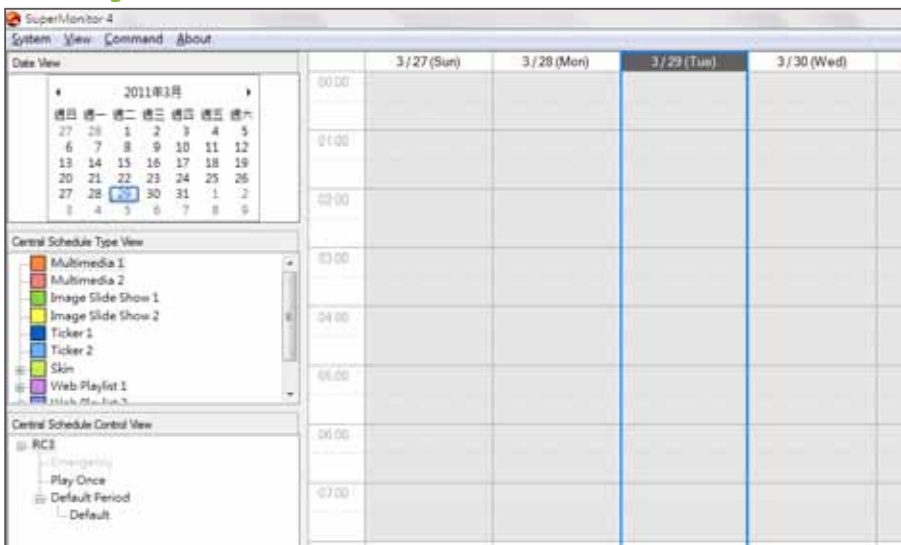 SuperMonitor 4
System View Command About
Date View
2011年3月
週日 週一 週二 週三 週四 週五 週六
27 28 1 2 3 4 5
6 7 8 9 10 11 12
13 14 15 16 17 18 19
20 21 22 23 24 25 26
27 28 29 30 31 1 2
3 4 5 6 7 8 9
Central Schedule Type View
Multimedia 1
Multimedia 2
Image Slide Show 1
Image Slide Show 2
Ticker 1
Ticker 2
Skin
Web Playlist 1
Web Playlist 2
Central Schedule Control View
RC3
Emergency
Play Once
Default Period
Default
3 / 27 (Sun) 3 / 28 (Mon) 3 / 29 (Tue) 3 / 30 (Wed)
00:00
01:00
02:00
03:00
04:00
05:00
06:00
07:00